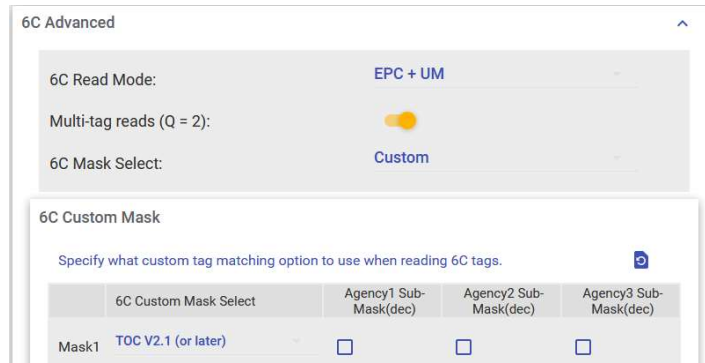 6C Advanced
6C Read Mode: EPC + UM
Multi-tag reads (Q = 2):
6C Mask Select: Custom
6C Custom Mask
Specify what custom tag matching option to use when reading 6C tags.
6C Custom Mask Select Agency1 Sub-Mask(dec) Agency2 Sub-Mask(dec) Agency3 Sub-Mask(dec)
Mask1 TOC V2.1 (or later)